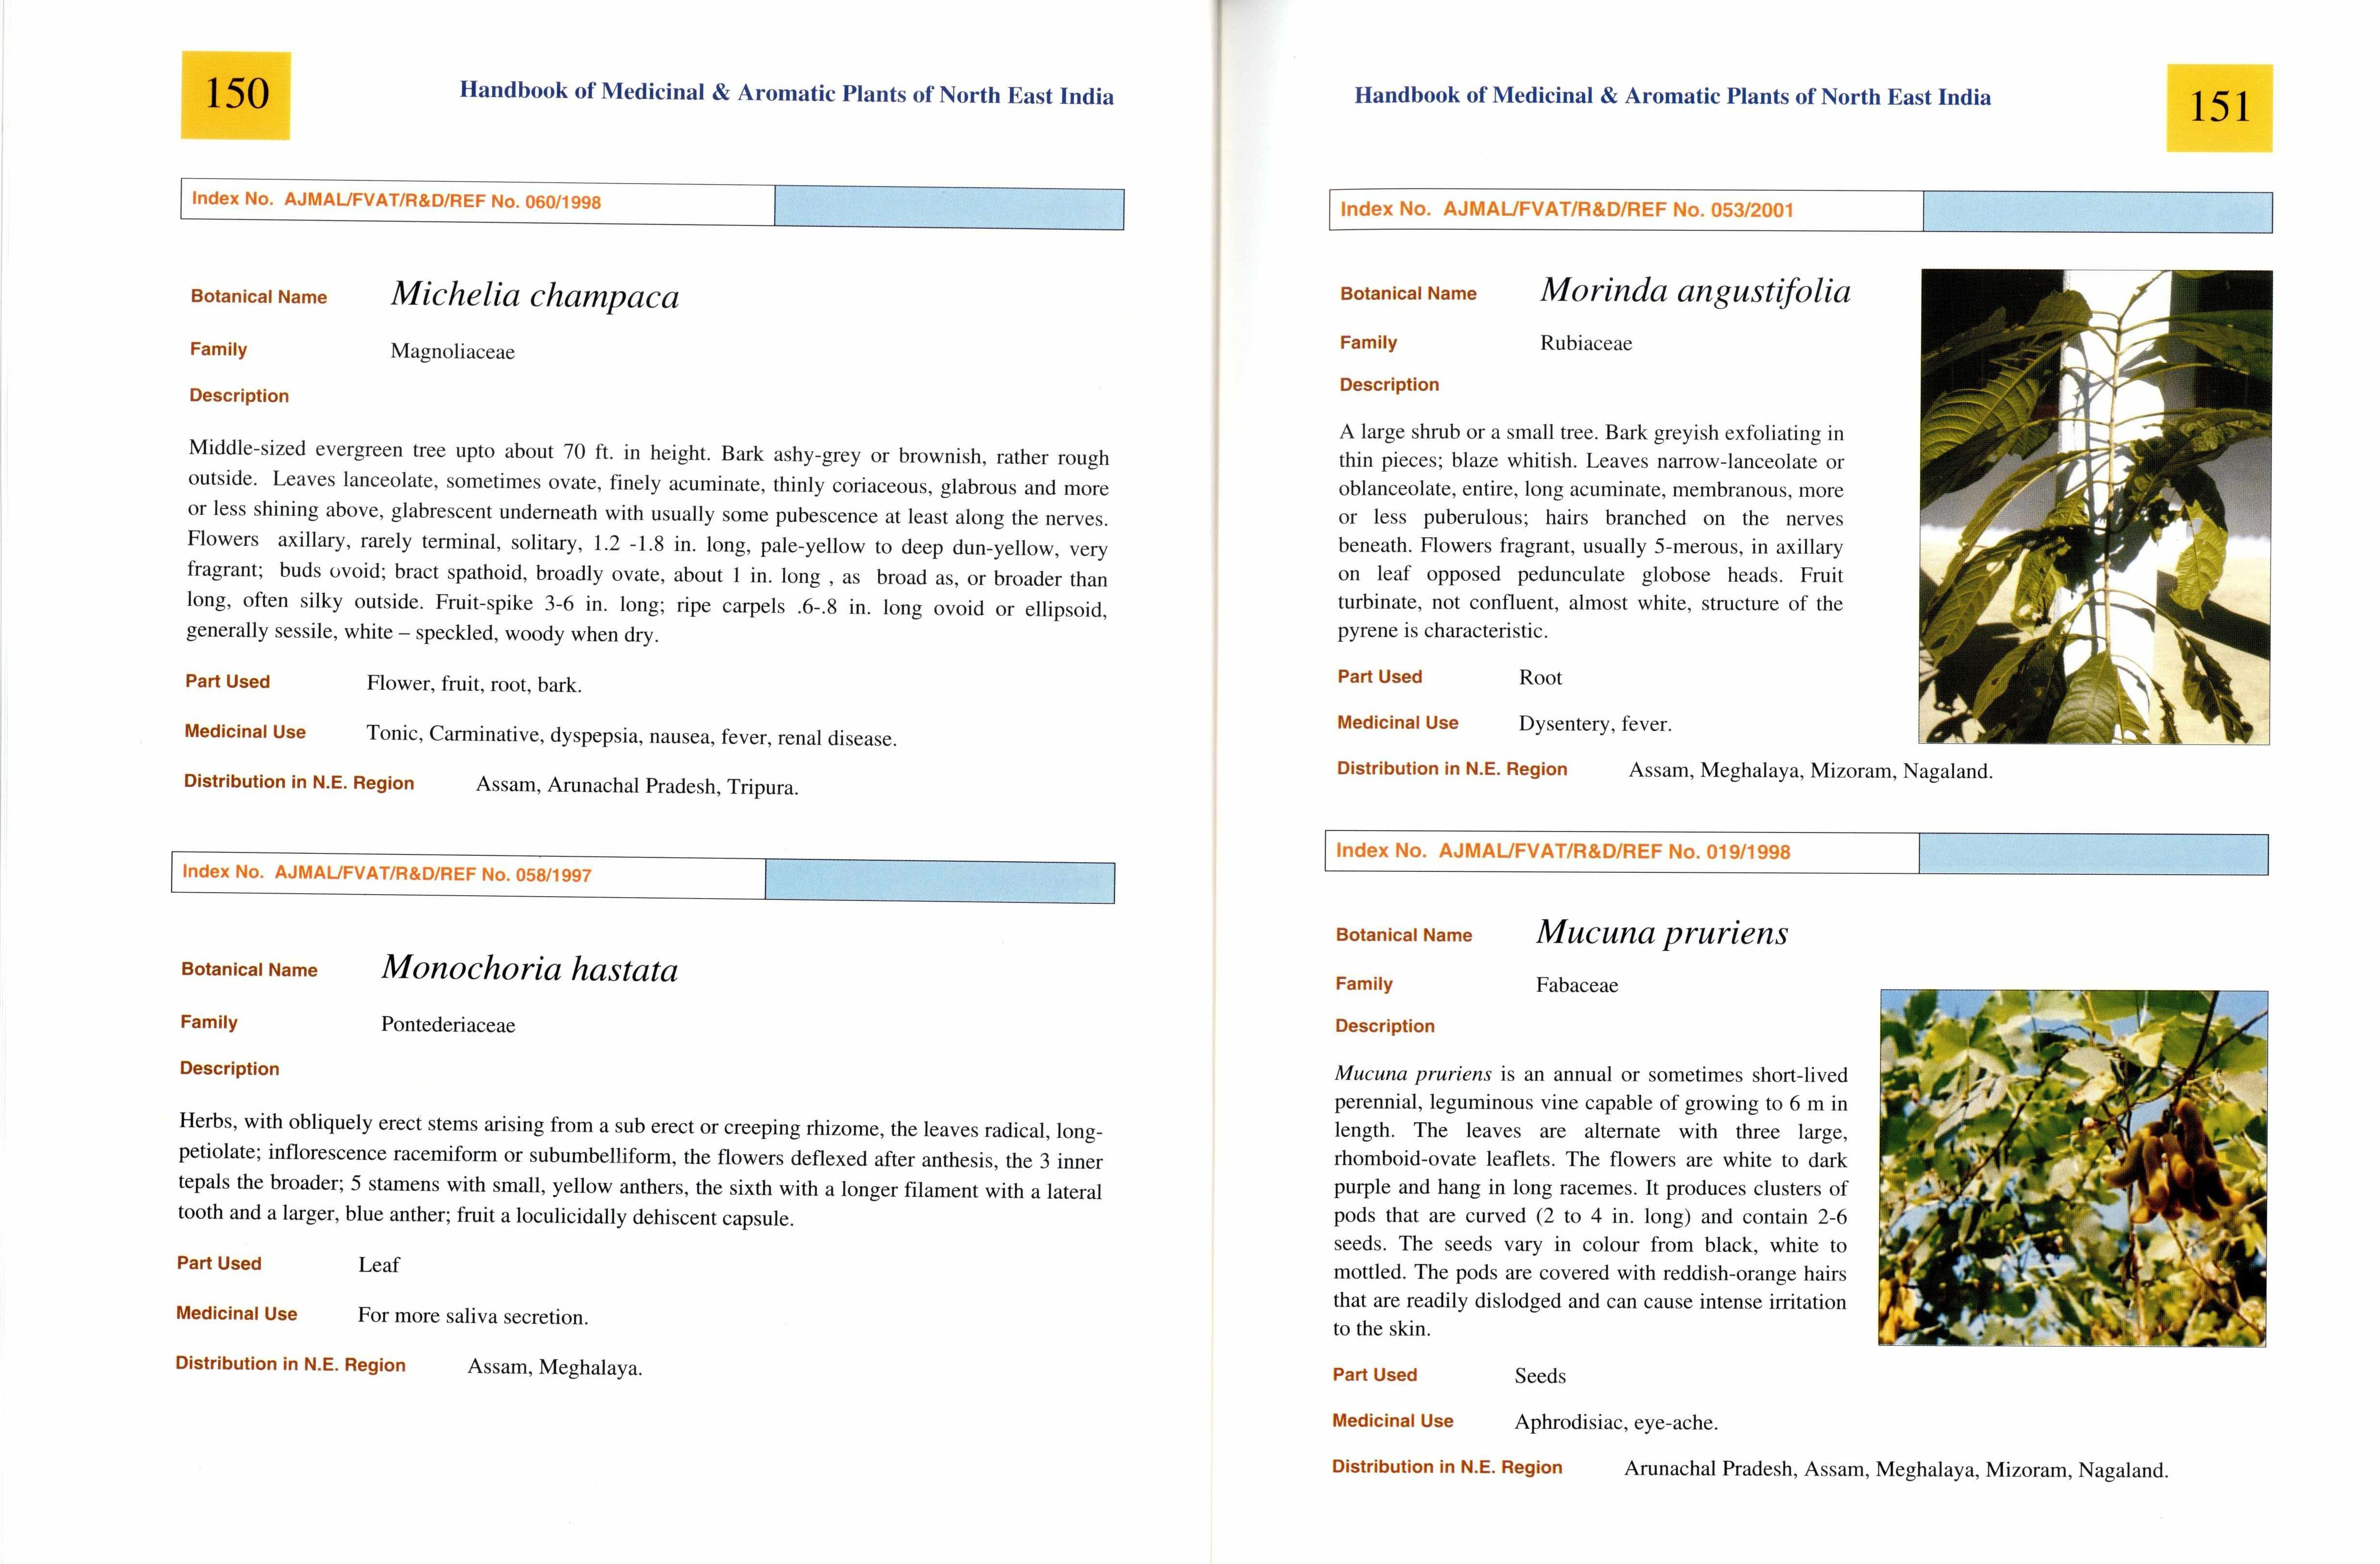 150
Handbook of Medicinal & Aromatic Plants of North East India
Index No. AJMAL/FVAT/R&D/REF No. 060/1998
Botanical Name Michelia champaca
Family Magnoliaceae
Description
Middle-sized evergreen tree upto about 70 ft. in height. Bark ashy-grey or brownish, rather rough
outside. Leaves lanceolate, sometimes ovate, finely acuminate, thinly coriaceous, glabrous and more
or less shining above, glabrescent underneath with usually some pubescence at least along the nerves.
Flowers axillary, rarely terminal, solitary, 1.2 -1.8 in. long, pale-yellow to deep dun-yellow, very
fragrant; buds ovoid; bract spathoid, broadly ovate, about 1 in. long , as broad as, or broader than
long, often silky outside. Fruit-spike 3-6 in. long; ripe carpels .6-.8 in. long ovoid or ellipsoid,
generally sessile, white – speckled, woody when dry.
Part Used Flower, fruit, root, bark.
Medicinal Use Tonic, Carminative, dyspepsia, nausea, fever, renal disease.
Distribution in N.E. Region Assam, Arunachal Pradesh, Tripura.
Index No. AJMAL/FVAT/R&D/REF No. 058/1997
Botanical Name Monochoria hastata
Family Pontederiaceae
Description
Herbs, with obliquely erect stems arising from a sub erect or creeping rhizome, the leaves radical, long-
petiolate; inflorescence racemiform or subumbelliform, the flowers deflexed after anthesis, the 3 inner
tepals the broader; 5 stamens with small, yellow anthers, the sixth with a longer filament with a lateral
tooth and a larger, blue anther; fruit a loculicidally dehiscent capsule.
Part Used Leaf
Medicinal Use For more saliva secretion.
Distribution in N.E. Region Assam, Meghalaya.
Handbook of Medicinal & Aromatic Plants of North East India
151
Index No. AJMAL/FVAT/R&D/REF No. 053/2001
Botanical Name Morinda angustifolia
Family Rubiaceae
Description
A large shrub or a small tree. Bark greyish exfoliating in
thin pieces; blaze whitish. Leaves narrow-lanceolate or
oblanceolate, entire, long acuminate, membranous, more
or less puberulous; hairs branched on the nerves
beneath. Flowers fragrant, usually 5-merous, in axillary
on leaf opposed pedunculate globose heads. Fruit
turbinate, not confluent, almost white, structure of the
pyrene is characteristic.
Part Used Root
Medicinal Use Dysentery, fever.
Distribution in N.E. Region Assam, Meghalaya, Mizoram, Nagaland.
Index No. AJMAL/FVAT/R&D/REF No. 019/1998
Botanical Name Mucuna pruriens
Family Fabaceae
Description
Mucuna pruriens is an annual or sometimes short-lived
perennial, leguminous vine capable of growing to 6 m in
length. The leaves are alternate with three large,
rhomboid-ovate leaflets. The flowers are white to dark
purple and hang in long racemes. It produces clusters of
pods that are curved (2 to 4 in. long) and contain 2-6
seeds. The seeds vary in colour from black, white to
mottled. The pods are covered with reddish-orange hairs
that are readily dislodged and can cause intense irritation
to the skin.
Part Used Seeds
Medicinal Use Aphrodisiac, eye-ache.
Distribution in N.E. Region Arunachal Pradesh, Assam, Meghalaya, Mizoram, Nagaland.